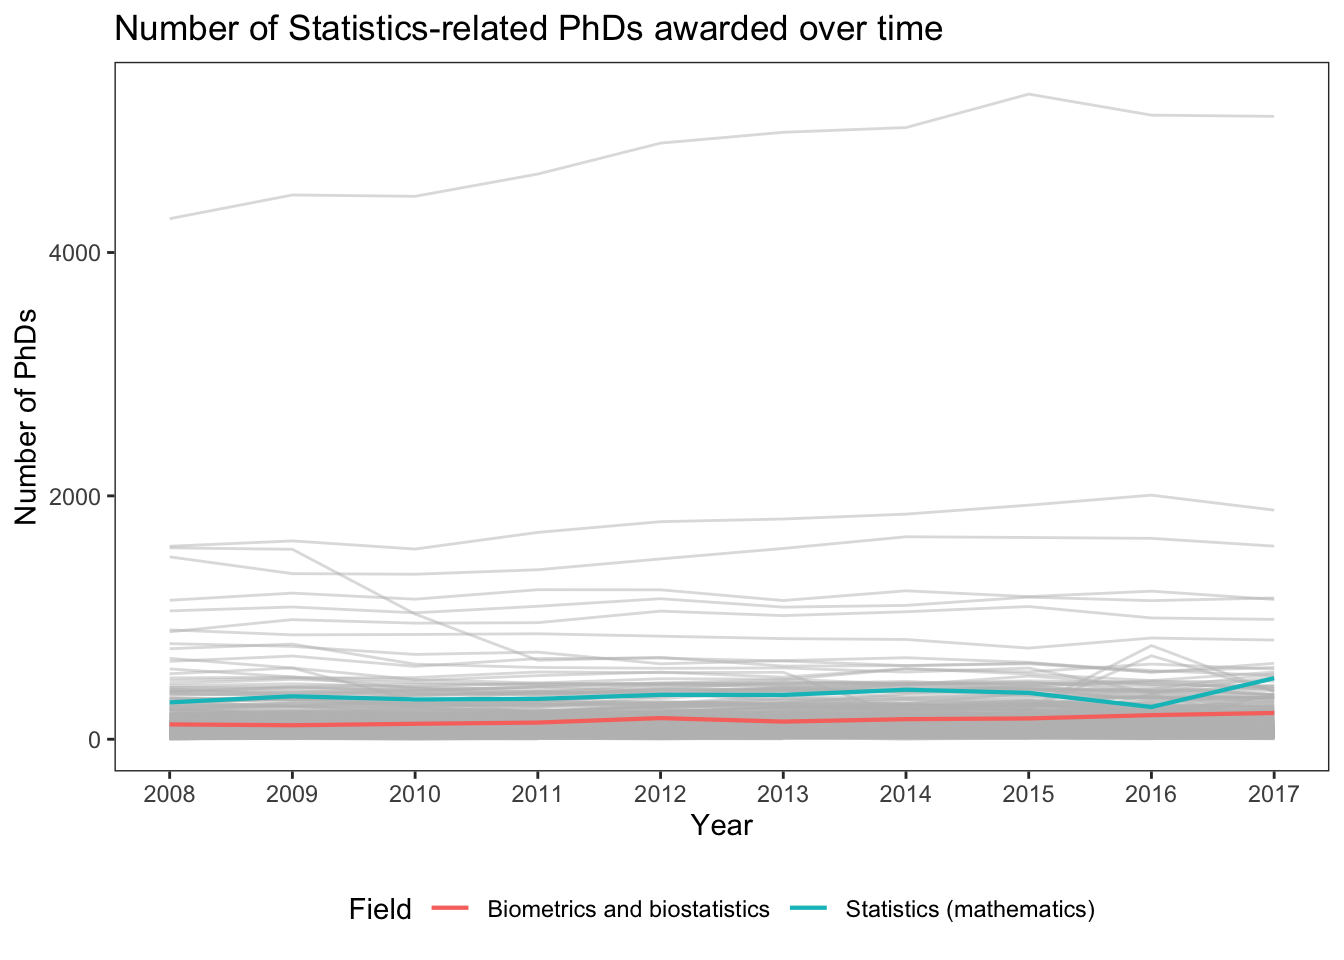 Number of Statistics-related PhDs awarded over time
Number of PhDs
4000
2000
0
2008 2009 2010 2011 2012 2013 2014 2015 2016 2017
Year
Field Biometrics and biostatistics Statistics (mathematics)